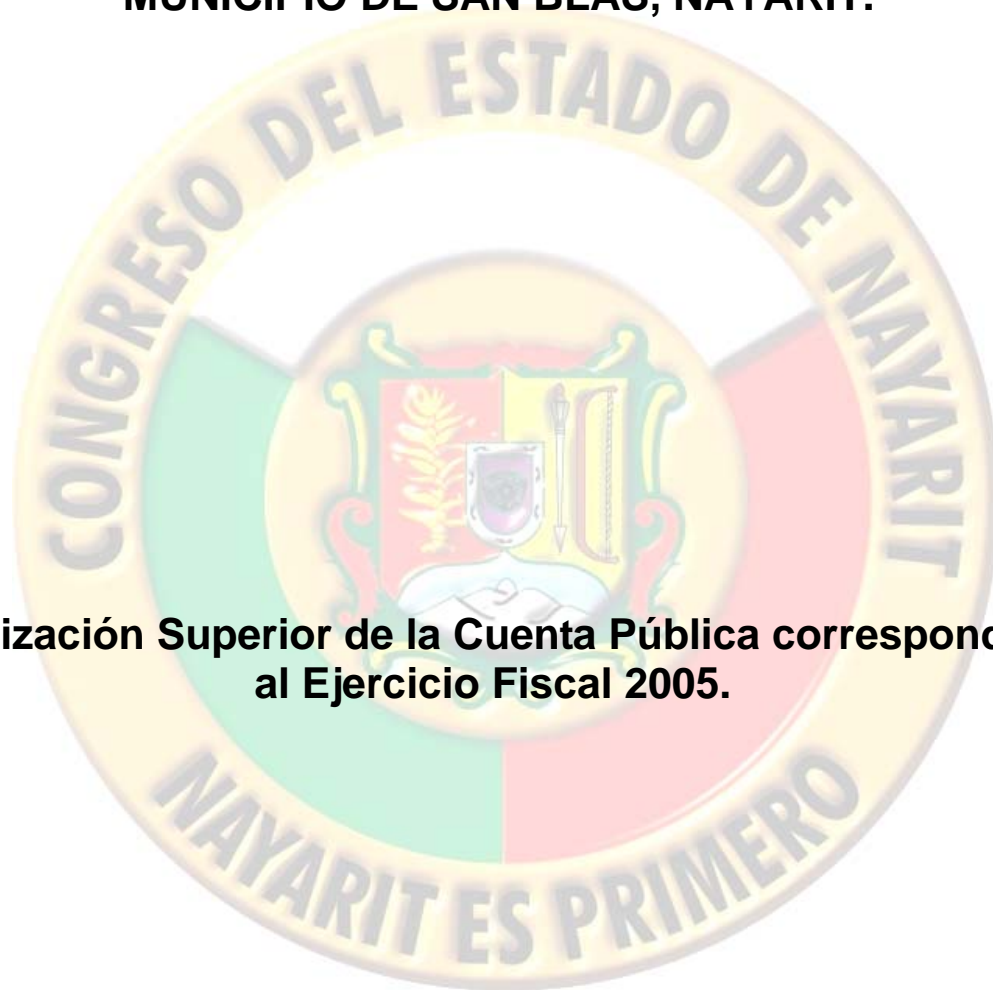 MUNICIPIO DE SAN BLAS, NAYARIT.
CONGRESO DEL ESTADO DE NAYARIT
ización Superior de la Cuenta Pública correspond
al Ejercicio Fiscal 2005.
NAYARIT ES PRIMERO